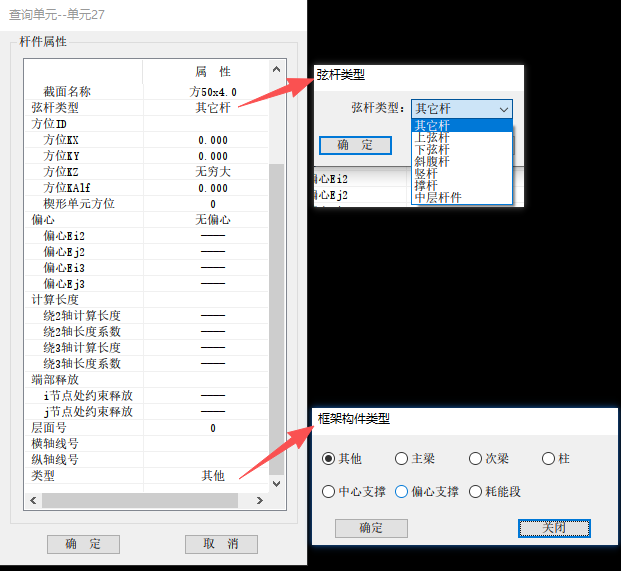 查询单元--单元27
杆件属性
属 性
截面名称 方50x4.0
弦杆类型 其它杆
方位ID
方位KX 0.000
方位KY 0.000
方位KZ 无穷大
方位KAlf 0.000
楔形单元方位 0
偏心 无偏心
偏心Ei2 ——
偏心Ej2 ——
偏心Ei3 ——
偏心Ej3 ——
计算长度
绕2轴计算长度 ——
绕2轴长度系数 ——
绕3轴计算长度 ——
绕3轴长度系数 ——
端部释放
i节点处约束释放 ——
j节点处约束释放 ——
层面号 0
横轴线号
纵轴线号
类型 其他
确 定 取 消
弦杆类型
弦杆类型: 其它杆
其它杆
上弦杆
下弦杆
斜腹杆
竖杆
撑杆
中层杆件
确 定
偏心Ei2
偏心Ej2
框架构件类型
其他 主梁 次梁 柱
中心支撑 偏心支撑 耗能段
确定 关闭